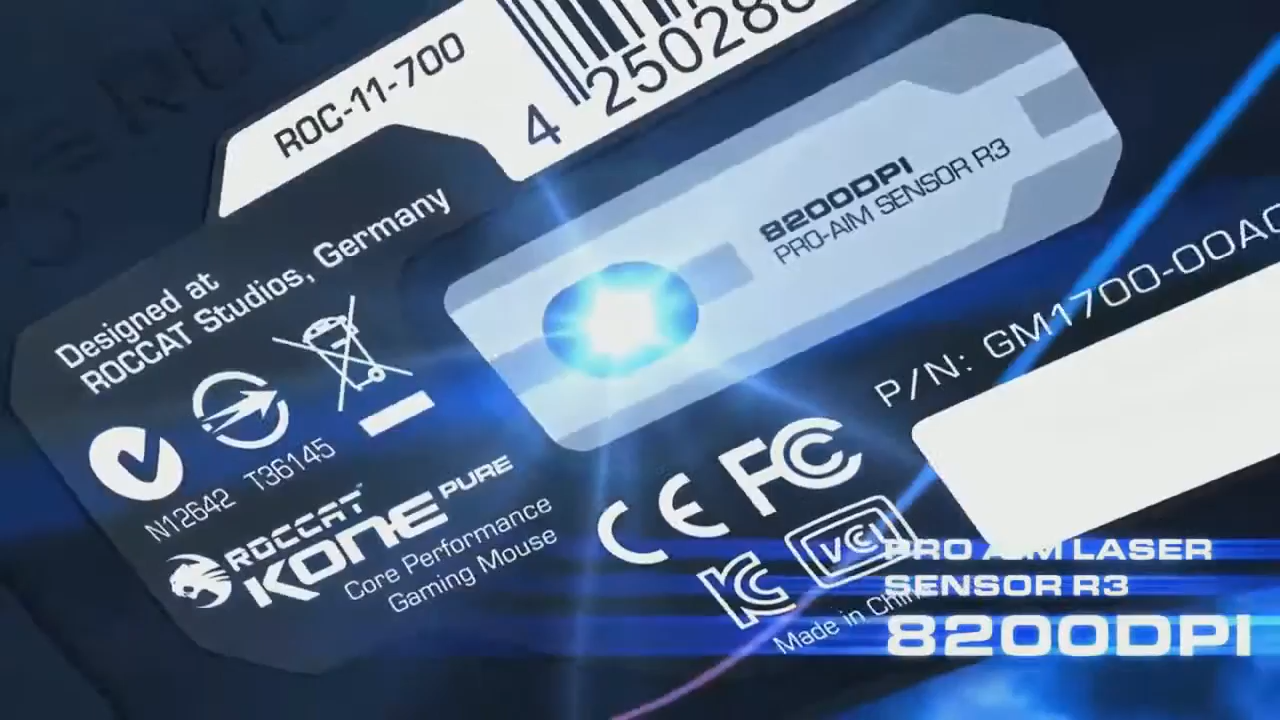 ROC-11-700
4 250288
8200DPI
PRO-AIM SENSOR R3
Designed at
ROCCAT Studios, Germany
N12642 T36145
P/N: GM1700-00A
ROCCAT
KONE PURE
Core Performance
Gaming Mouse
CE FC
KC VCI
Made in China
PRO AIM LASER
SENSOR R3
8200DPI